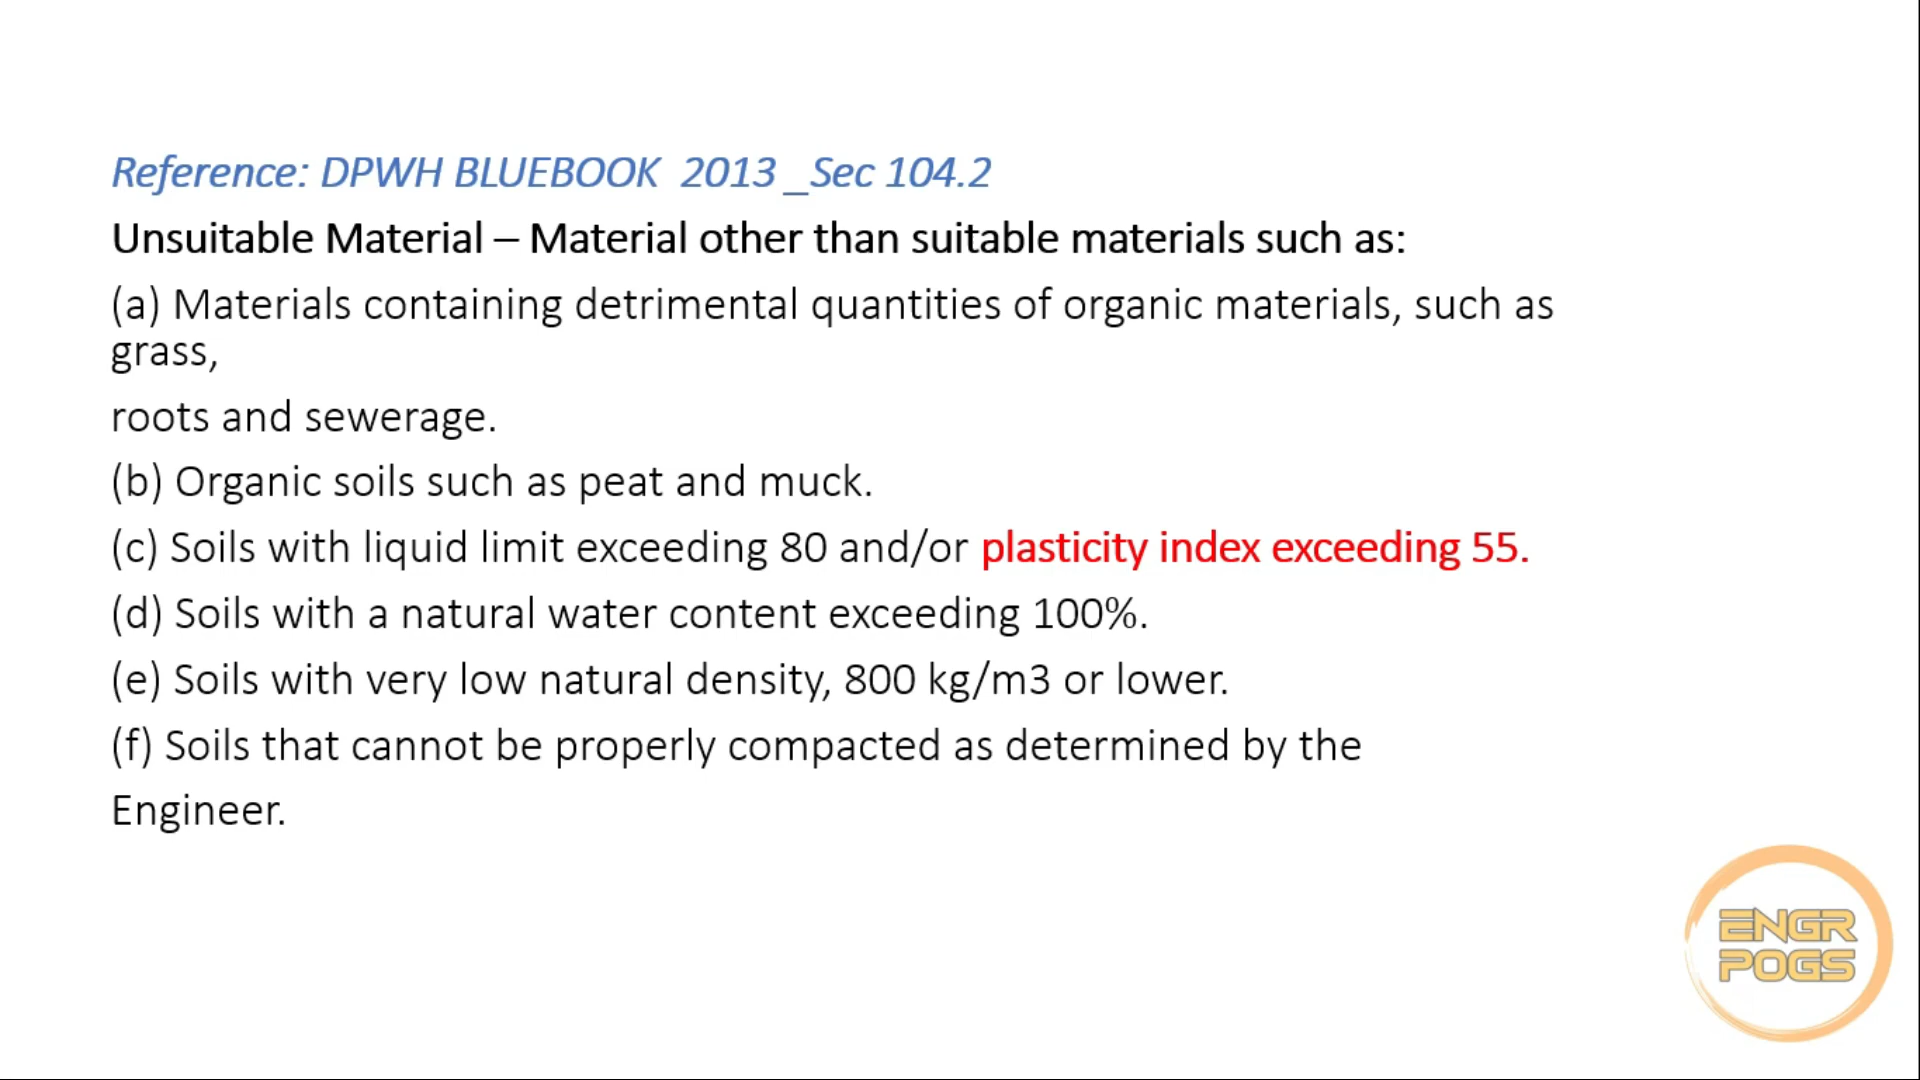 Reference: DPWH BLUEBOOK  2013 _Sec 104.2
Unsuitable Material – Material other than suitable materials such as:
(a) Materials containing detrimental quantities of organic materials, such as
grass,
roots and sewerage.
(b) Organic soils such as peat and muck.
(c) Soils with liquid limit exceeding 80 and/or plasticity index exceeding 55.
(d) Soils with a natural water content exceeding 100%.
(e) Soils with very low natural density, 800 kg/m3 or lower.
(f) Soils that cannot be properly compacted as determined by the
Engineer.
ENGR
POGS